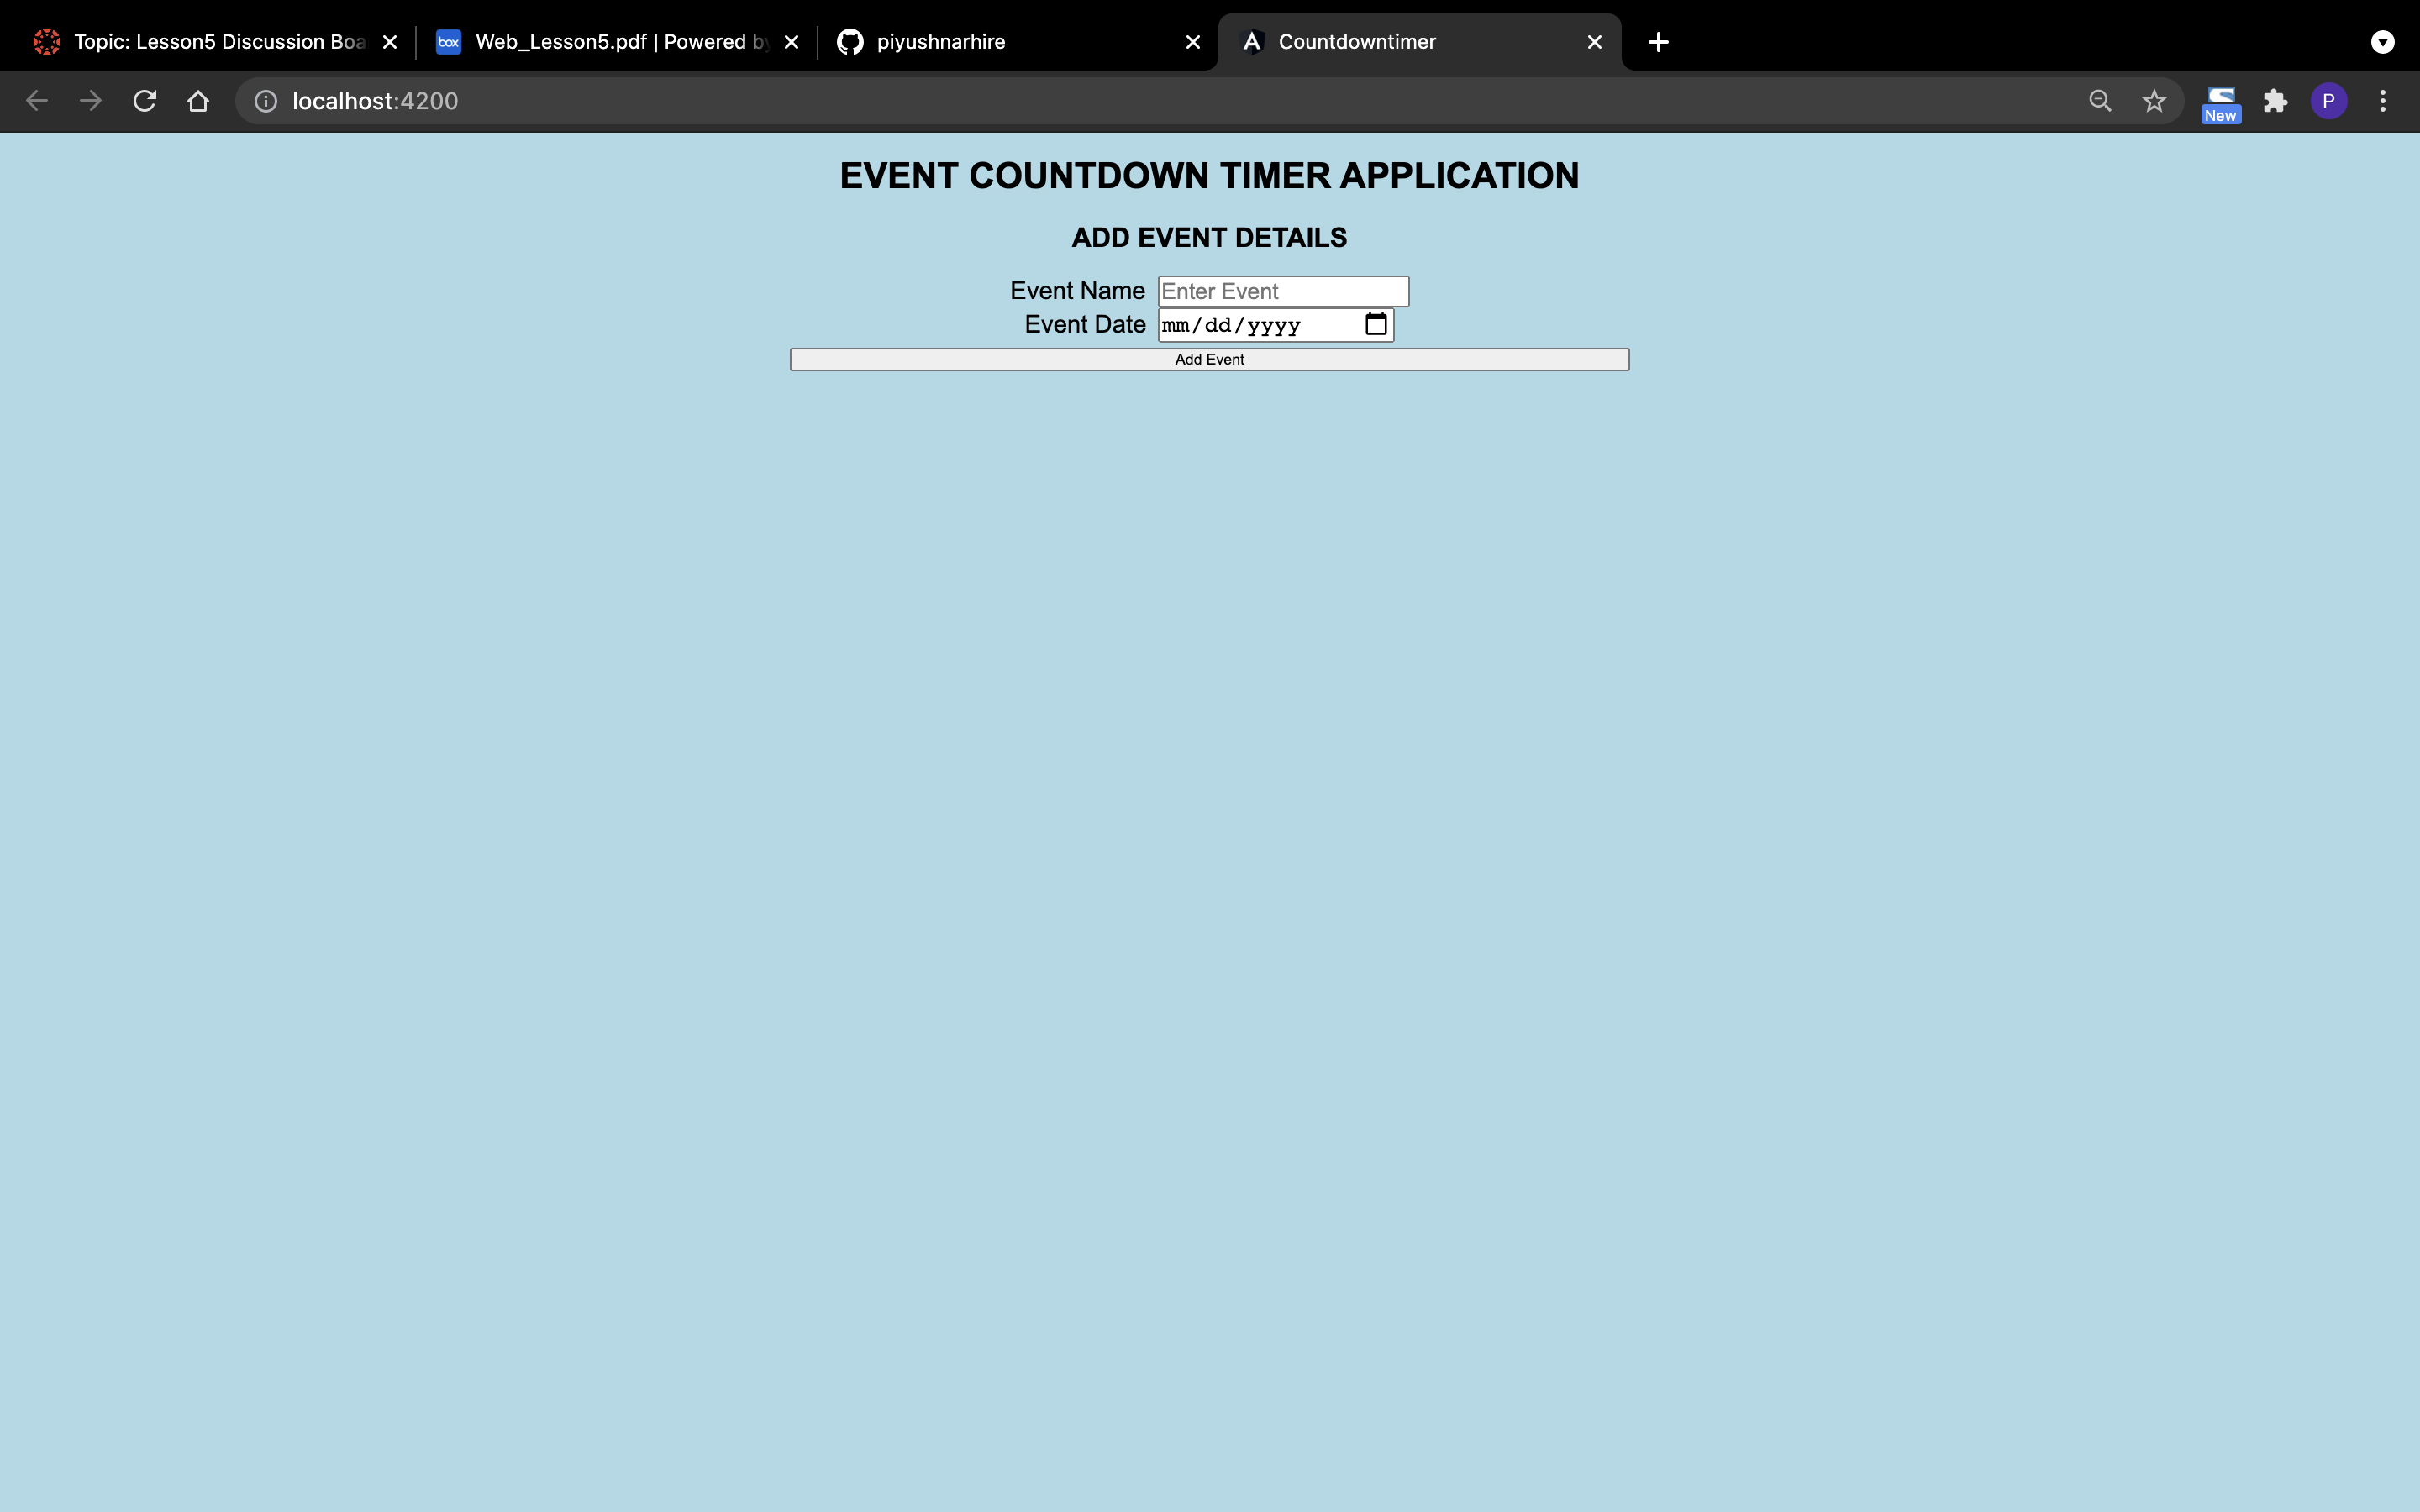 Topic: Lesson5 Discussion Boa
box Web_Lesson5.pdf | Powered by
piyushnarhire
Countdowntimer
localhost:4200
New
P
EVENT COUNTDOWN TIMER APPLICATION
ADD EVENT DETAILS
Event Name Enter Event
Event Date mm/dd/yyyy
Add Event